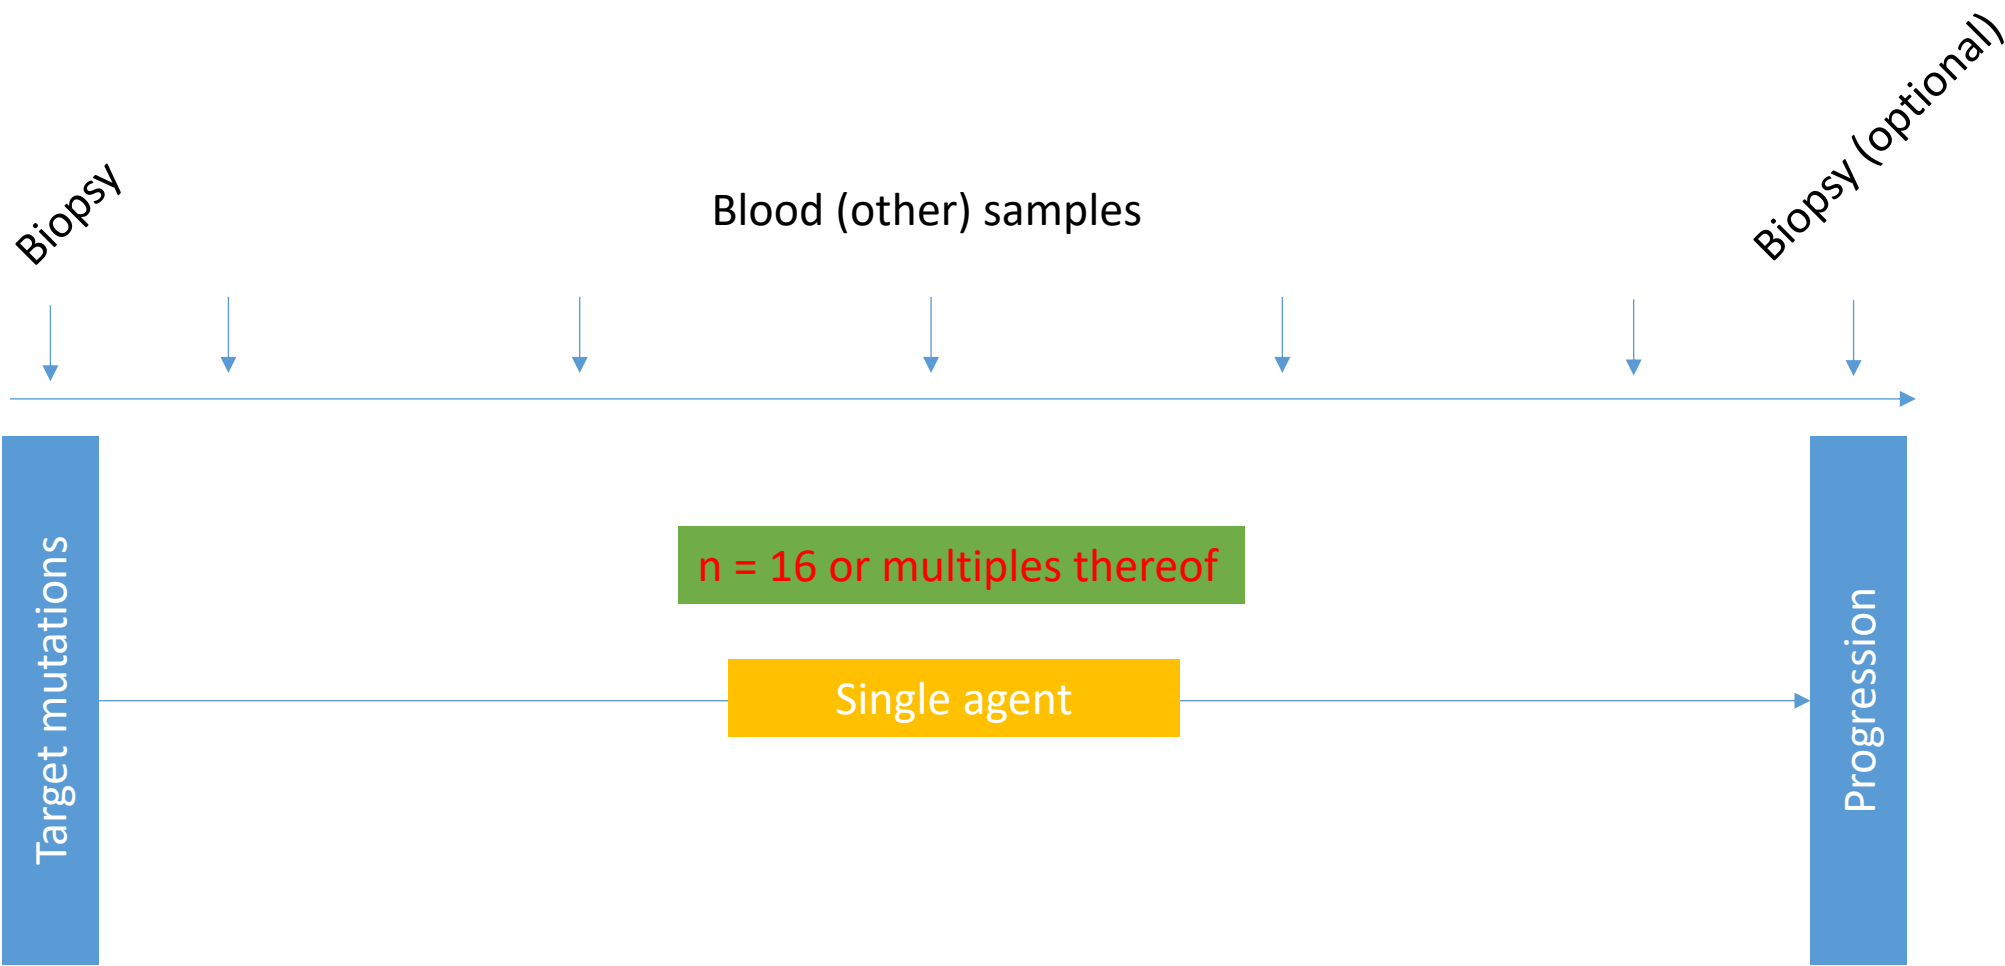 Biopsy
Blood (other) samples
Biopsy (optional)
Target mutations
n = 16 or multiples thereof
Single agent
Progression